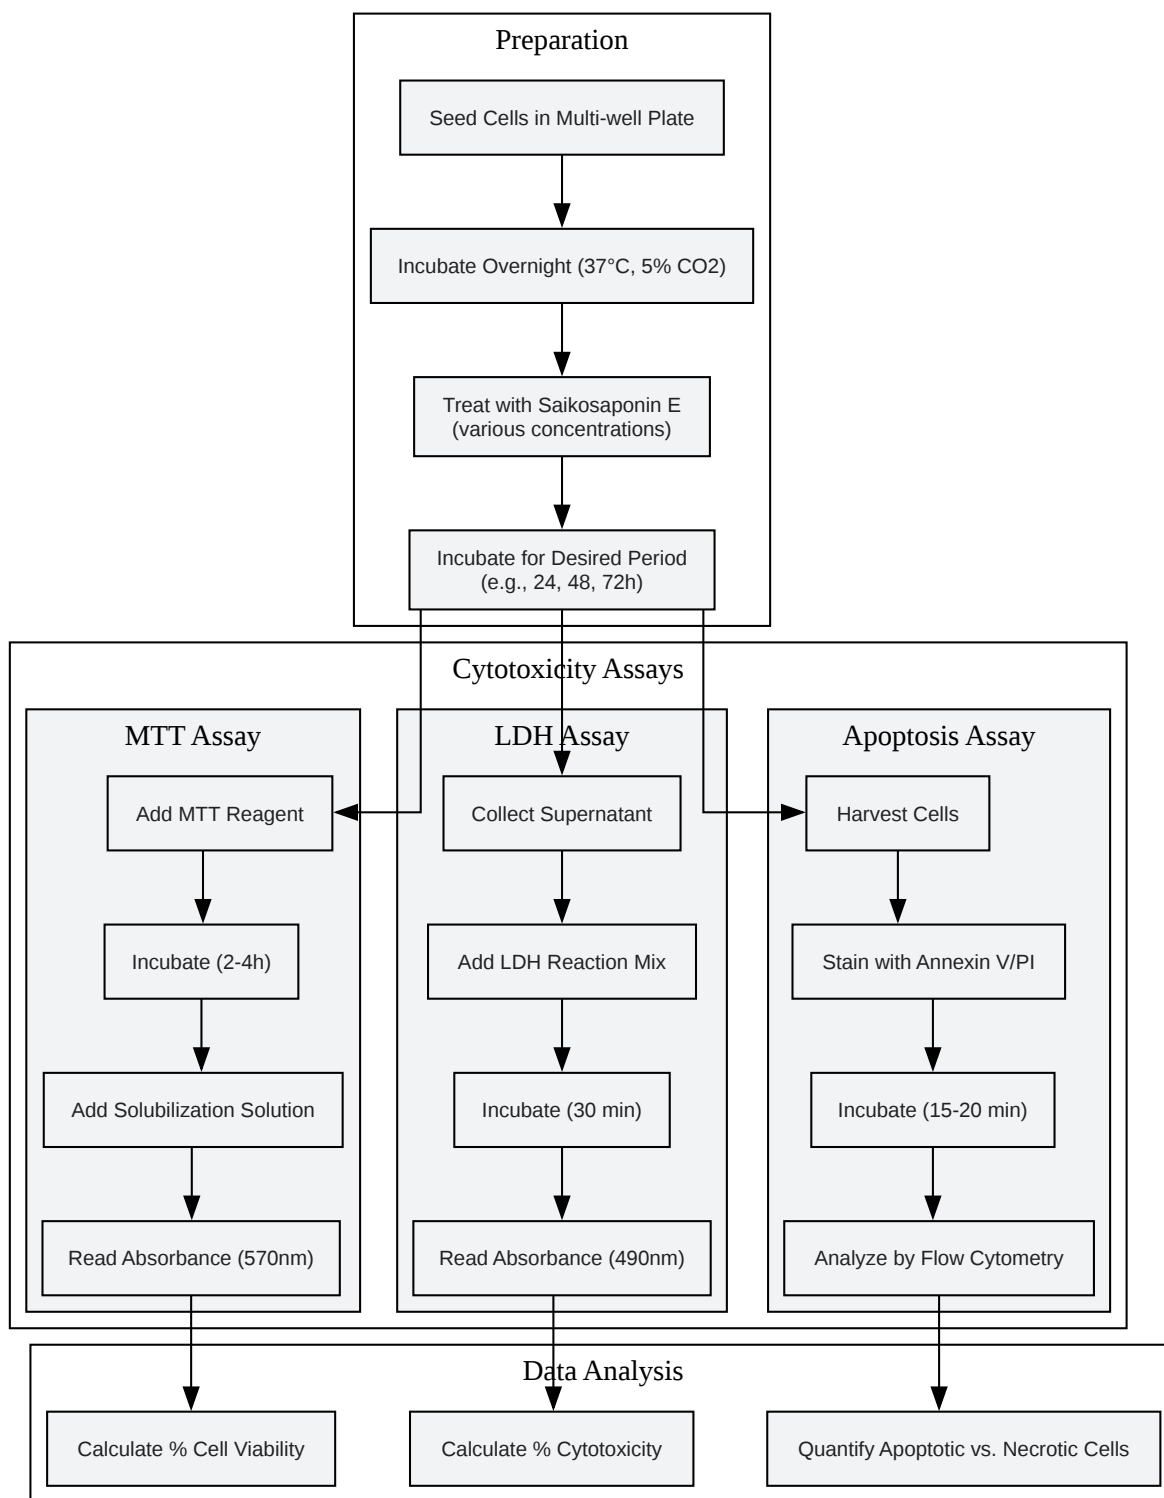 Preparation
Seed Cells in Multi-well Plate
Incubate Overnight (37°C, 5% CO2)
Treat with Saikosaponin E
(various concentrations)
Incubate for Desired Period
(e.g., 24, 48, 72h)
Cytotoxicity Assays
MTT Assay
Add MTT Reagent
Incubate (2-4h)
Add Solubilization Solution
Read Absorbance (570nm)
LDH Assay
Collect Supernatant
Add LDH Reaction Mix
Incubate (30 min)
Read Absorbance (490nm)
Apoptosis Assay
Harvest Cells
Stain with Annexin V/PI
Incubate (15-20 min)
Analyze by Flow Cytometry
Data Analysis
Calculate % Cell Viability
Calculate % Cytotoxicity
Quantify Apoptotic vs. Necrotic Cells